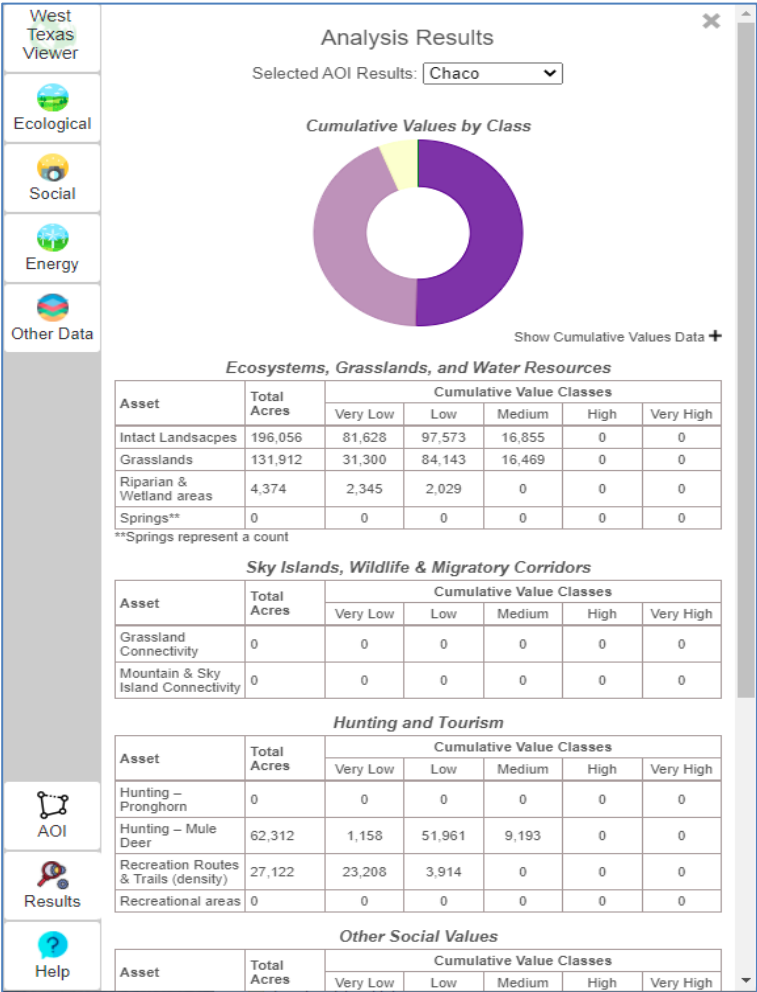 West
Texas
Viewer
Ecological
Social
Energy
Other Data
AOI
Results
Help
Analysis Results
Selected AOI Results: Chaco
Cumulative Values by Class
Show Cumulative Values Data +
Ecosystems, Grasslands, and Water Resources
Asset Total Acres Cumulative Value Classes
Very Low Low Medium High Very High
Intact Landsacpes 196,056 81,628 97,573 16,855 0 0
Grasslands 131,912 31,300 84,143 16,469 0 0
Riparian & Wetland areas 4,374 2,345 2,029 0 0 0
Springs** 0 0 0 0 0 0
**Springs represent a count
Sky Islands, Wildlife & Migratory Corridors
Asset Total Acres Cumulative Value Classes
Very Low Low Medium High Very High
Grassland Connectivity 0 0 0 0 0 0
Mountain & Sky Island Connectivity 0 0 0 0 0 0
Hunting and Tourism
Asset Total Acres Cumulative Value Classes
Very Low Low Medium High Very High
Hunting – Pronghorn 0 0 0 0 0 0
Hunting – Mule Deer 62,312 1,158 51,961 9,193 0 0
Recreation Routes & Trails (density) 27,122 23,208 3,914 0 0 0
Recreational areas 0 0 0 0 0 0
Other Social Values
Asset Total Acres Cumulative Value Classes
Very Low Low Medium High Very High